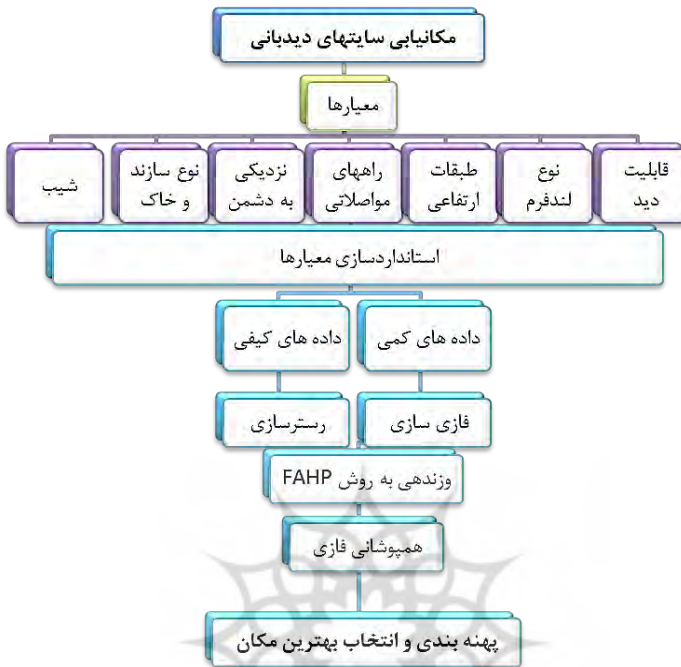 مکانیابی سایتهای دیدبانی
معیارها
قابلیت
دید
نوع
لندفرم
طبقات
ارتفاعی
راههای
مواصلاتی
نزدیکی
به دشمن
نوع سازند
و خاک
شیب
استانداردسازی معیارها
داده های کمی
داده های کیفی
فازی سازی
رسترسازی
وزندهی به روش FAHP
همپوشانی فازی
پهنه بندی و انتخاب بهترین مکان